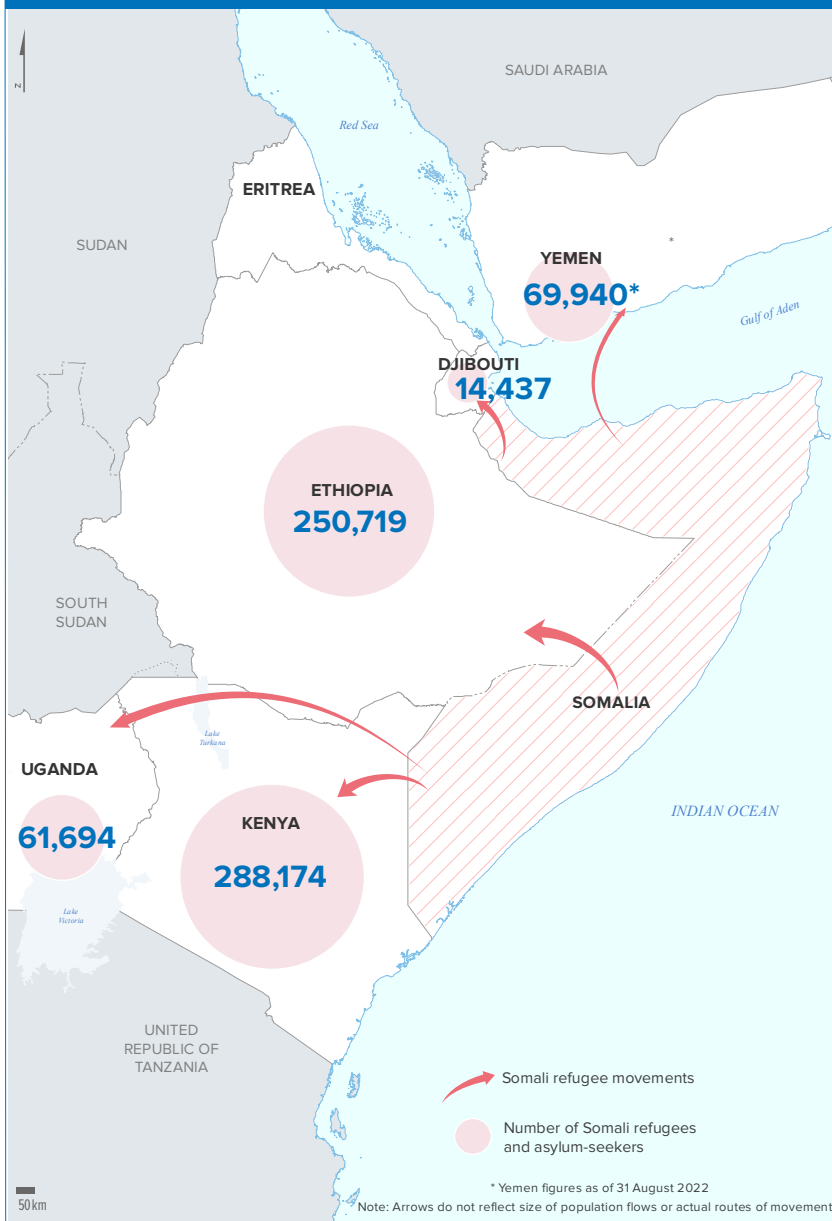 N
SAUDI ARABIA
Red Sea
ERITREA
SUDAN
*
YEMEN
69,940*
Gulf of Aden
DJIBOUTI
14,437
ETHIOPIA
250,719
SOUTH
SUDAN
SOMALIA
Lake
Turkana
UGANDA
INDIAN OCEAN
KENYA
61,694
288,174
Lake
Victoria
UNITED
REPUBLIC OF
TANZANIA
Somali refugee movements
Number of Somali refugees
and asylum-seekers
* Yemen figures as of 31 August 2022
50 km
Note: Arrows do not reflect size of population flows or actual routes of movement